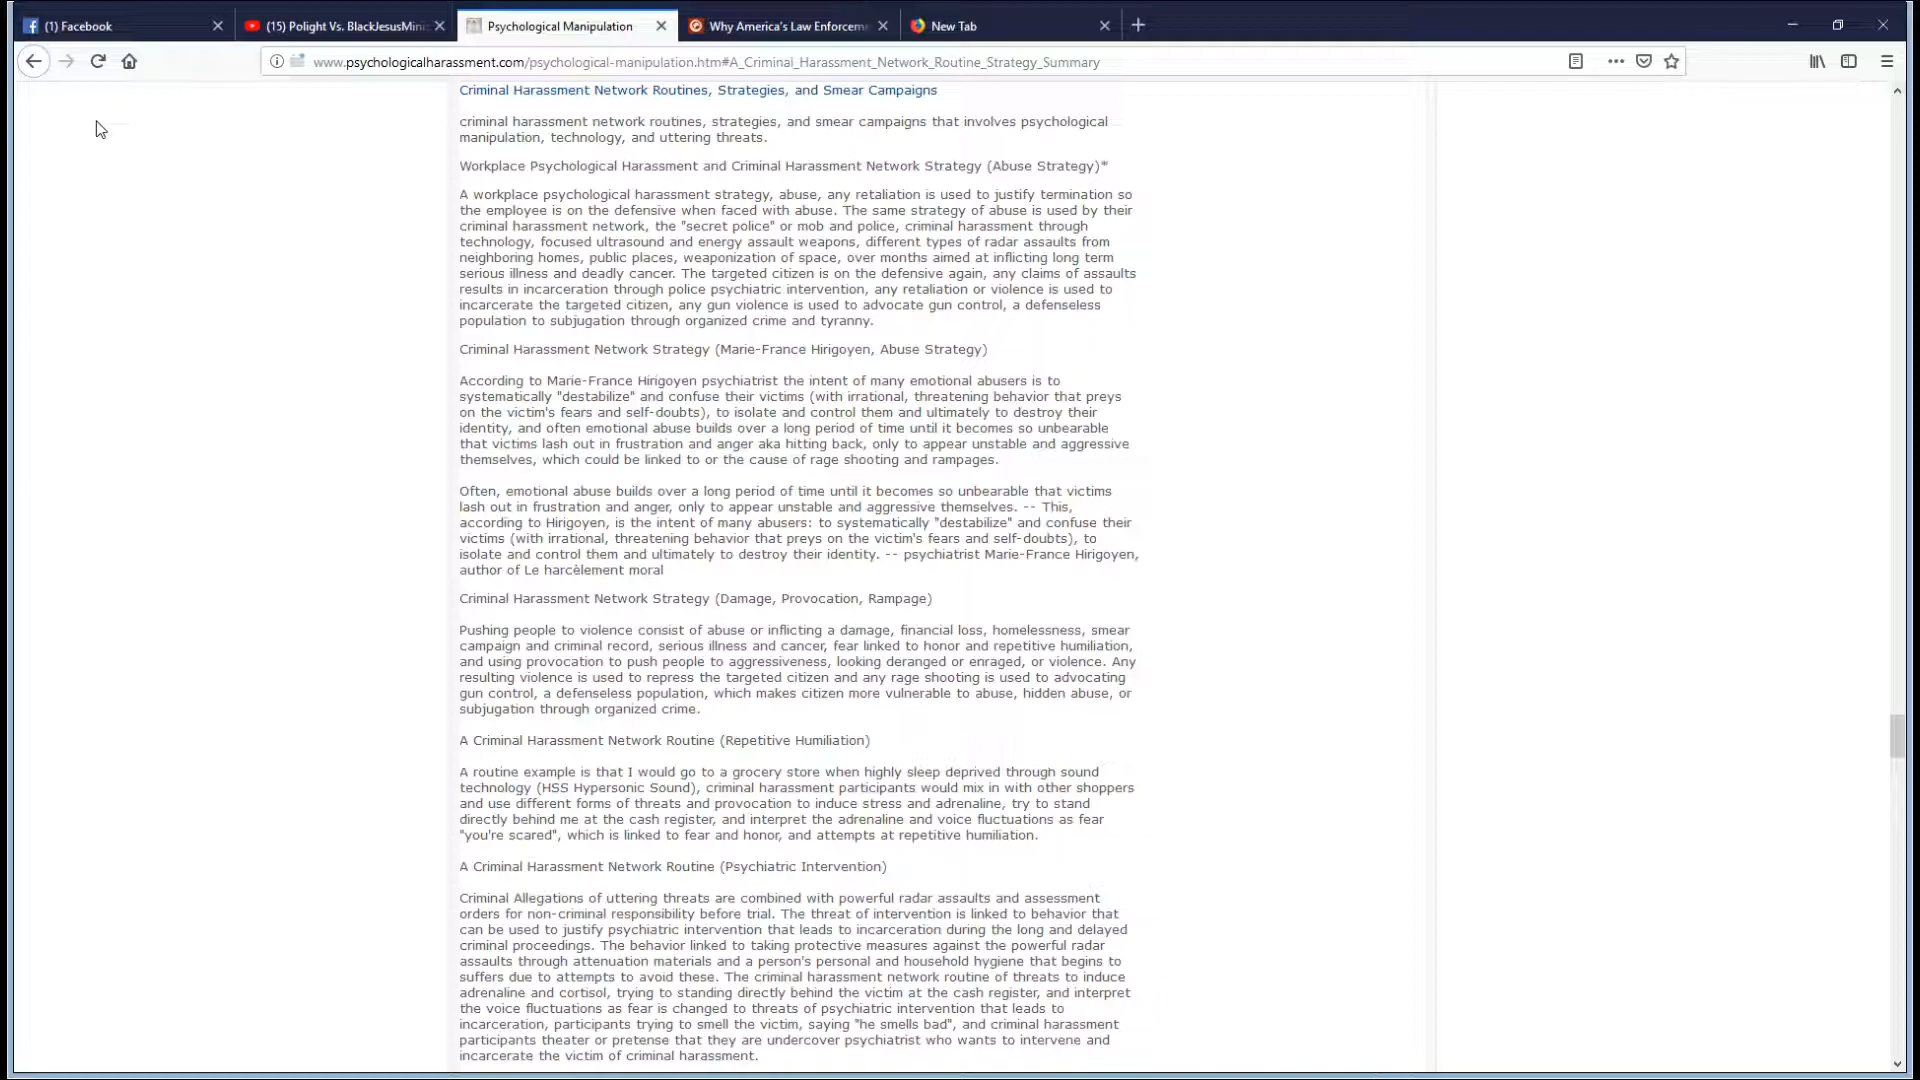 (1) Facebook
(15) Polight Vs. BlackJesusMini
Psychological Manipulation
Why America's Law Enforcem
New Tab
www.psychologicalharassment.com/psychological-manipulation.htm#A_Criminal_Harassment_Network_Routine_Strategy_Summary
Criminal Harassment Network Routines, Strategies, and Smear Campaigns
criminal harassment network routines, strategies, and smear campaigns that involves psychological
manipulation, technology, and uttering threats.
Workplace Psychological Harassment and Criminal Harassment Network Strategy (Abuse Strategy)*
A workplace psychological harassment strategy, abuse, any retaliation is used to justify termination so
the employee is on the defensive when faced with abuse. The same strategy of abuse is used by their
criminal harassment network, the "secret police" or mob and police, criminal harassment through
technology, focused ultrasound and energy assault weapons, different types of radar assaults from
neighboring homes, public places, weaponization of space, over months aimed at inflicting long term
serious illness and deadly cancer. The targeted citizen is on the defensive again, any claims of assaults
results in incarceration through police psychiatric intervention, any retaliation or violence is used to
incarcerate the targeted citizen, any gun violence is used to advocate gun control, a defenseless
population to subjugation through organized crime and tyranny.
Criminal Harassment Network Strategy (Marie-France Hirigoyen, Abuse Strategy)
According to Marie-France Hirigoyen psychiatrist the intent of many emotional abusers is to
systematically "destabilize" and confuse their victims (with irrational, threatening behavior that preys
on the victim's fears and self-doubts), to isolate and control them and ultimately to destroy their
identity, and often emotional abuse builds over a long period of time until it becomes so unbearable
that victims lash out in frustration and anger aka hitting back, only to appear unstable and aggressive
themselves, which could be linked to or the cause of rage shooting and rampages.
Often, emotional abuse builds over a long period of time until it becomes so unbearable that victims
lash out in frustration and anger, only to appear unstable and aggressive themselves. -- This,
according to Hirigoyen, is the intent of many abusers: to systematically "destabilize" and confuse their
victims (with irrational, threatening behavior that preys on the victim's fears and self-doubts), to
isolate and control them and ultimately to destroy their identity. -- psychiatrist Marie-France Hirigoyen,
author of Le harcèlement moral
Criminal Harassment Network Strategy (Damage, Provocation, Rampage)
Pushing people to violence consist of abuse or inflicting a damage, financial loss, homelessness, smear
campaign and criminal record, serious illness and cancer, fear linked to honor and repetitive humiliation,
and using provocation to push people to aggressiveness, looking deranged or enraged, or violence. Any
resulting violence is used to repress the targeted citizen and any rage shooting is used to advocating
gun control, a defenseless population, which makes citizen more vulnerable to abuse, hidden abuse, or
subjugation through organized crime.
A Criminal Harassment Network Routine (Repetitive Humiliation)
A routine example is that I would go to a grocery store when highly sleep deprived through sound
technology (HSS Hypersonic Sound), criminal harassment participants would mix in with other shoppers
and use different forms of threats and provocation to induce stress and adrenaline, try to stand
directly behind me at the cash register, and interpret the adrenaline and voice fluctuations as fear
"you're scared", which is linked to fear and honor, and attempts at repetitive humiliation.
A Criminal Harassment Network Routine (Psychiatric Intervention)
Criminal Allegations of uttering threats are combined with powerful radar assaults and assessment
orders for non-criminal responsibility before trial. The threat of intervention is linked to behavior that
can be used to justify psychiatric intervention that leads to incarceration during the long and delayed
criminal proceedings. The behavior linked to taking protective measures against the powerful radar
assaults through attenuation materials and a person's personal and household hygiene that begins to
suffers due to attempts to avoid these. The criminal harassment network routine of threats to induce
adrenaline and cortisol, trying to standing directly behind the victim at the cash register, and interpret
the voice fluctuations as fear is changed to threats of psychiatric intervention that leads to
incarceration, participants trying to smell the victim, saying "he smells bad", and criminal harassment
participants theater or pretense that they are undercover psychiatrist who wants to intervene and
incarcerate the victim of criminal harassment.